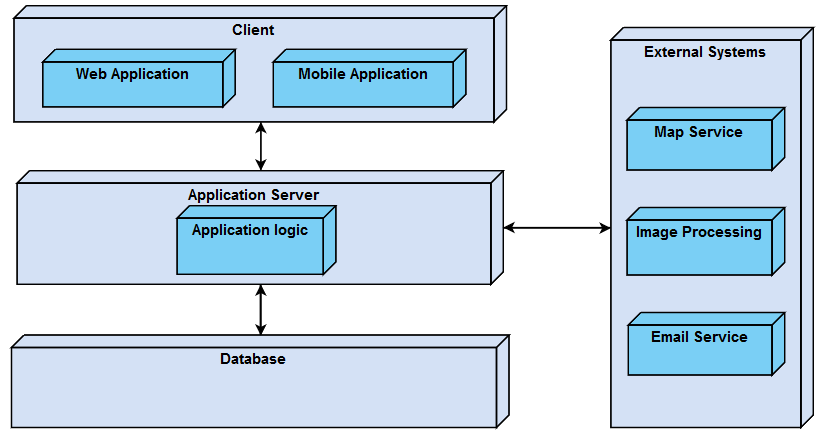 Client
Web Application
Mobile Application
External Systems
Map Service
Application Server
Application logic
Image Processing
Email Service
Database